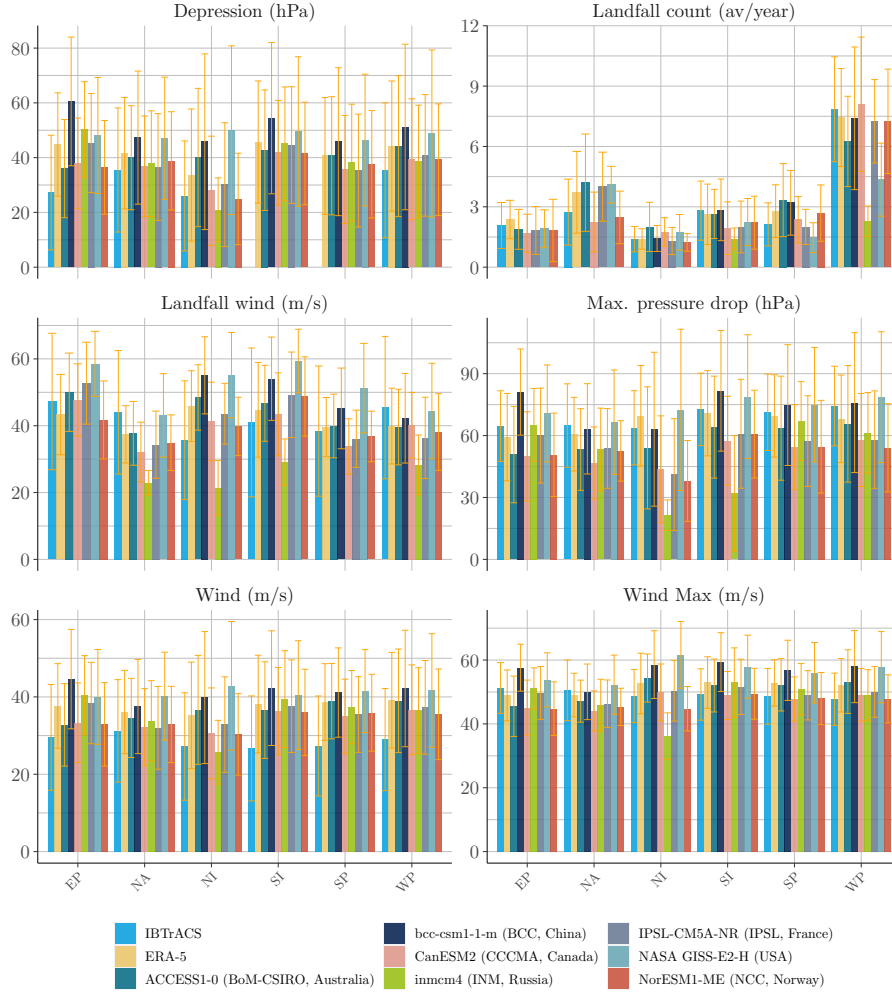 Depression (hPa)
80
60
40
20
0
Landfall count (av/year)
12
9
6
3
0
Landfall wind (m/s)
60
40
20
0
Max. pressure drop (hPa)
90
60
30
0
Wind (m/s)
60
40
20
0
EP
NA
NI
SI
SP
WP
Wind Max (m/s)
60
40
20
0
EP
NA
NI
SI
SP
WP
IBTrACS
ERA-5
ACCESS1-0 (BoM-CSIRO, Australia)
bcc-csm1-1-m (BCC, China)
CanESM2 (CCCMA, Canada)
inmcm4 (INM, Russia)
IPSL-CM5A-NR (IPSL, France)
NASA GISS-E2-H (USA)
NorESM1-ME (NCC, Norway)